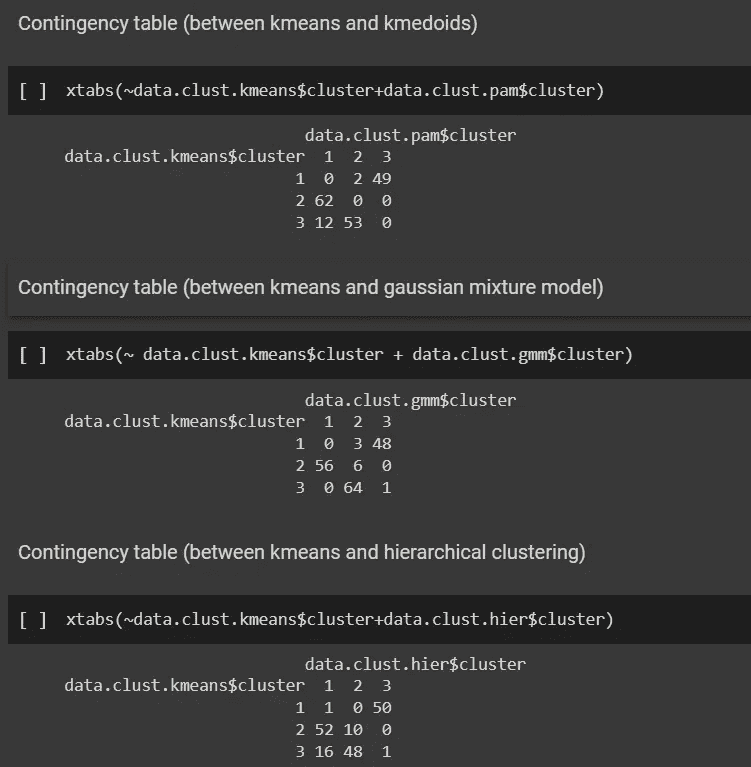 Contingency table (between kmeans and kmedoids)
[ ] xtabs(~data.clust.kmeans$cluster+data.clust.pam$cluster)
data.clust.pam$cluster
data.clust.kmeans$cluster 1 2 3
1 0 2 49
2 62 0 0
3 12 53 0
Contingency table (between kmeans and gaussian mixture model)
[ ] xtabs(~ data.clust.kmeans$cluster + data.clust.gmm$cluster)
data.clust.gmm$cluster
data.clust.kmeans$cluster 1 2 3
1 0 3 48
2 56 6 0
3 0 64 1
Contingency table (between kmeans and hierarchical clustering)
[ ] xtabs(~data.clust.kmeans$cluster+data.clust.hier$cluster)
data.clust.hier$cluster
data.clust.kmeans$cluster 1 2 3
1 1 0 50
2 52 10 0
3 16 48 1